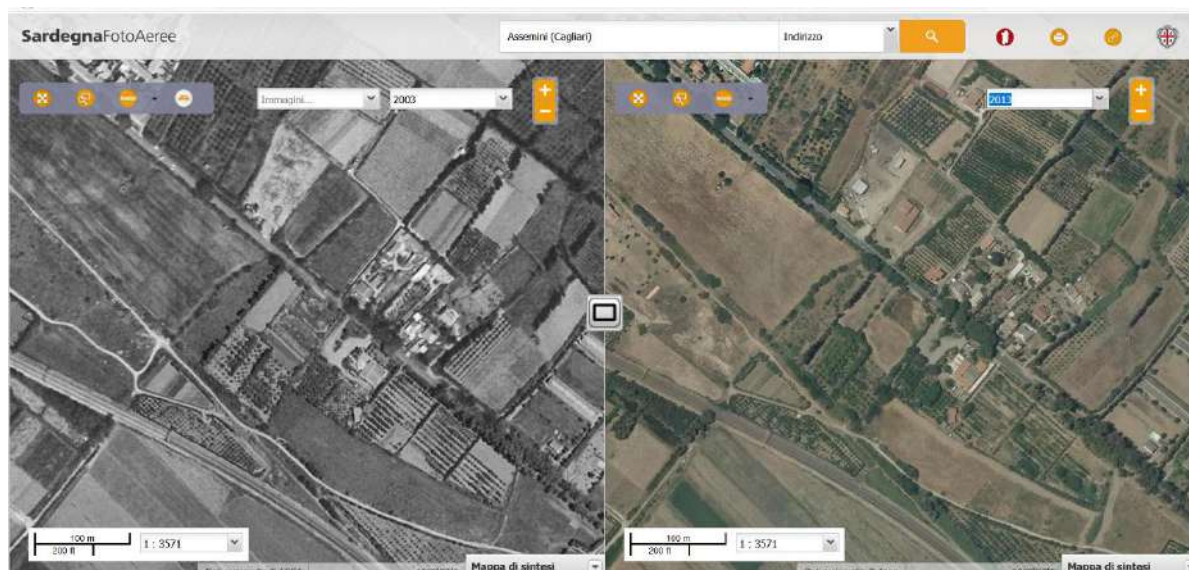 SardegnaFotoAeree
Assemini (Cagliari)
Indirizzo
Immagini...
2003
2013
+
−
+
−
100 m
200 ft
1 : 3571
Mappa di sintesi
100 m
200 ft
1 : 3571
Mappa di sintesi